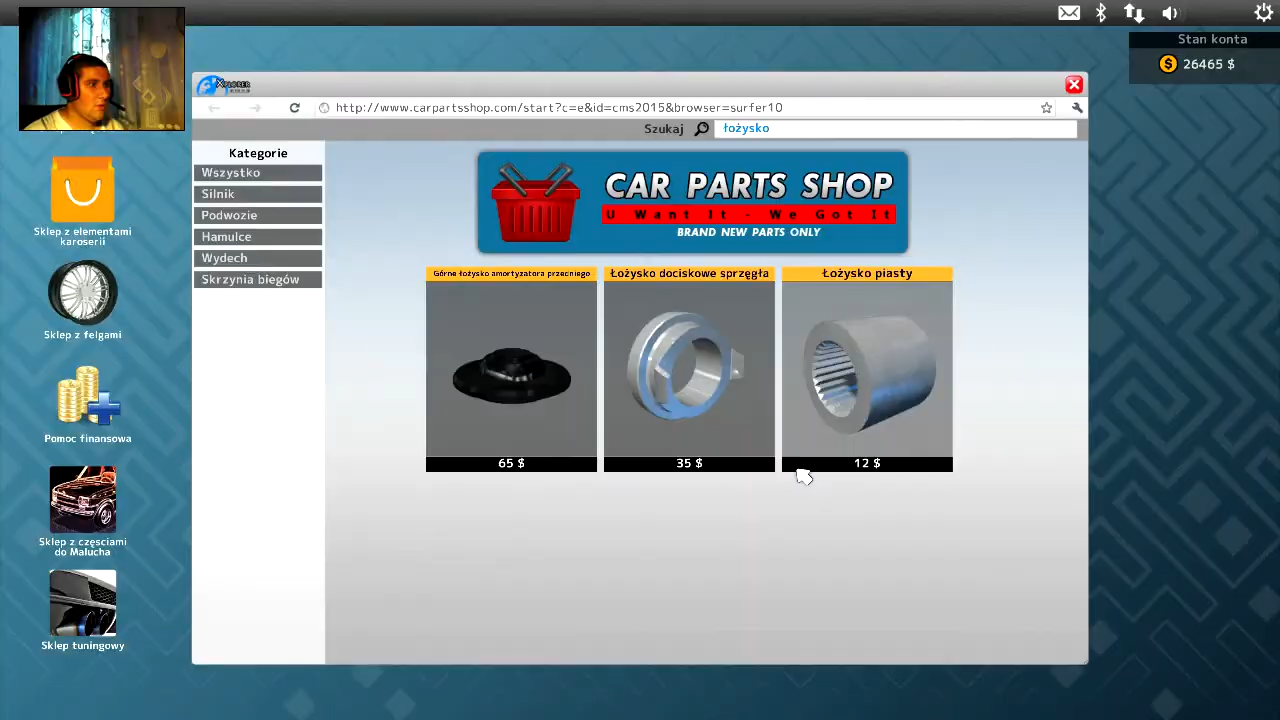 Stan konta
$ 26465 $
XPLORER
http://www.carpartsshop.com/start?c=e&id=cms2015&browser=surfer10
Szukaj
łożysko
Sklep z elementami
karoserii
Sklep z felgami
Pomoc finansowa
Sklep z częsciami
do Malucha
Sklep tuningowy
Kategorie
Wszystko
Silnik
Podwozie
Hamulce
Wydech
Skrzynia biegów
CAR PARTS SHOP
U Want It - We Got It
BRAND NEW PARTS ONLY
Górne łożysko amortyzatora przedniego
65 $
Łożysko dociskowe sprzęgła
35 $
Łożysko piasty
12 $